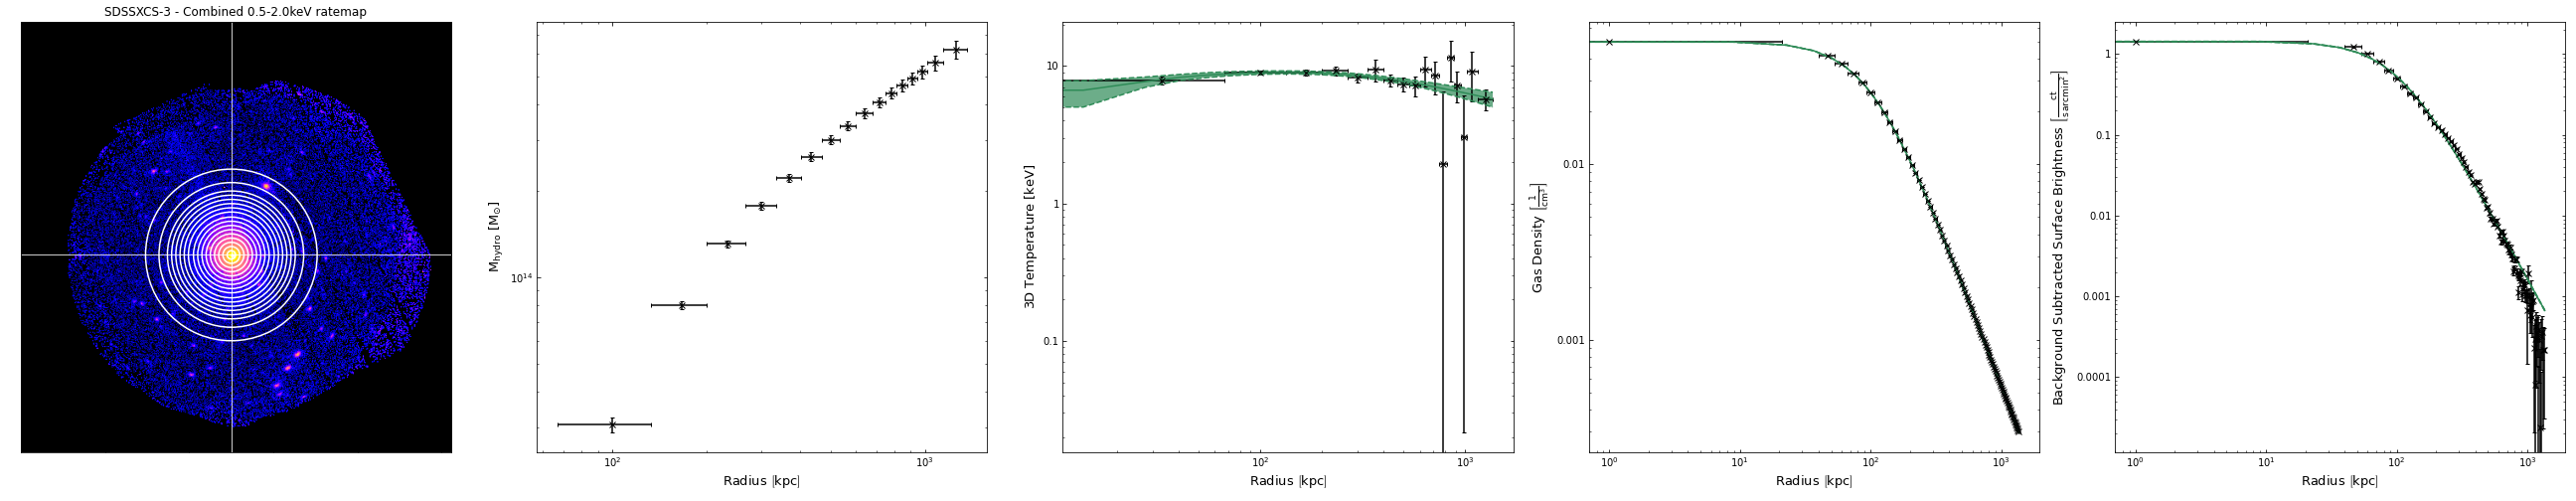 SDSSXCS-3 - Combined 0.5-2.0keV ratemap
M_hydro [M_⊙]
10^14
10^2
10^3
Radius [kpc]
3D Temperature [keV]
10
1
0.1
10^2
10^3
Radius [kpc]
Gas Density [1/cm^3]
0.01
0.001
10^0
10^1
10^2
10^3
Radius [kpc]
Background Subtracted Surface Brightness [ct/s arcmin^2]
1
0.1
0.01
0.001
0.0001
10^0
10^1
10^2
10^3
Radius [kpc]